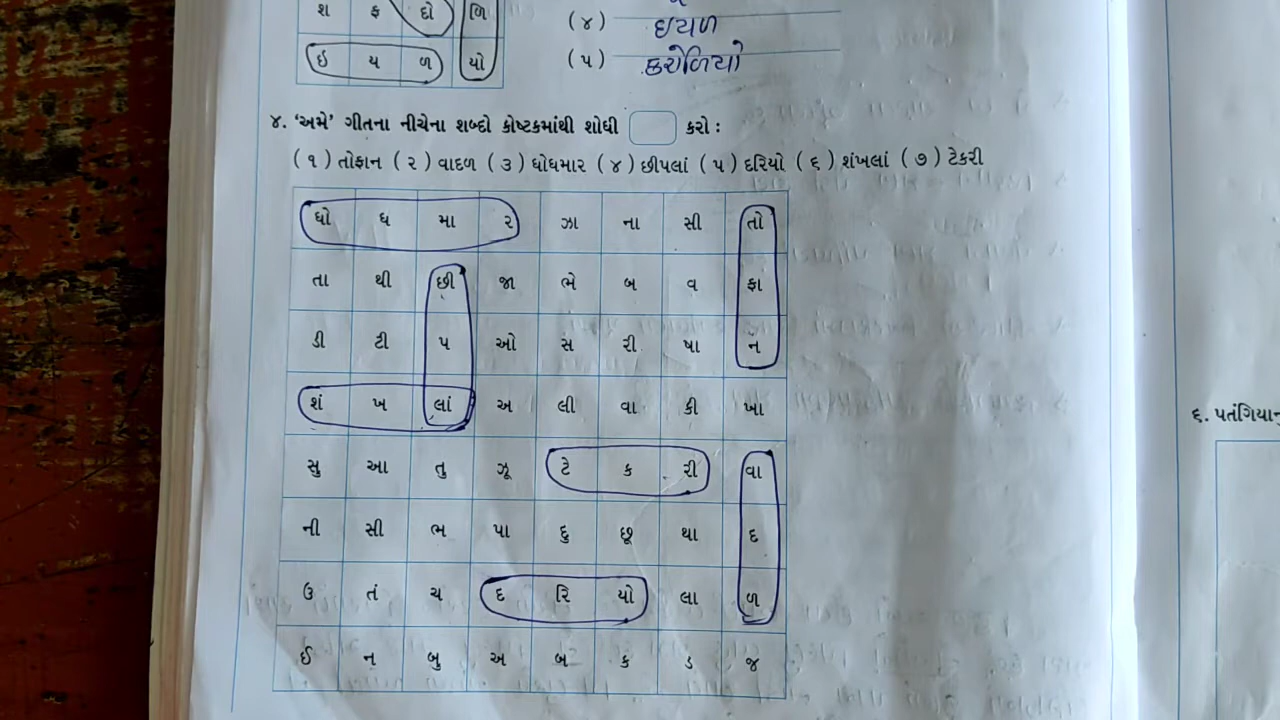 શ ફ દો ળિ
(૪) ઇયળ
ઇ ય ળ યો
(૫) કરોળિયો
૪. ‘અમે’ ગીતના નીચેના શબ્દો કોષ્ટકમાંથી શોધી કરો :
(૧) તોફાન (૨) વાદળ (૩) ધોધમાર (૪) છીપલાં (૫) દરિયો (૬) શંખલાં (૭) ટેકરી
ધો ધ મા ર ઝા ના સી તો
તા થી છી જા ભે બ વ ફા
ડી ટી પ ઓ સ રી ષા ન
શં ખ લાં અ લી વા કી ખા
સુ આ તુ ઝૂ ટે ક રી વા
ની સી ભ પા દુ છૂ થા દ
ઉ તં ચ દ રિ યો લા ળ
ઈ ન બુ અ બ ક ડ જ
૬. પતંગિયાનુ